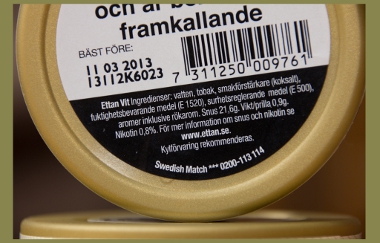 och är be
framkallande
BÄST FÖRE:
11 03 2013
13112K6023
7 311250 009761
Ettan Vit Ingredienser: vatten, tobak, smakförstärkare (koksalt),
fuktighetsbevarande medel (E 1520), surhetsreglerande medel (E 500),
aromer inklusive rökarom. Snus 21,6g. Vikt/prilla 0,9g.
Nikotin 0,8%. För mer information om snus och nikotin se
www.ettan.se.
Kylförvaring rekommenderas.
Swedish Match *** 0200-113 114